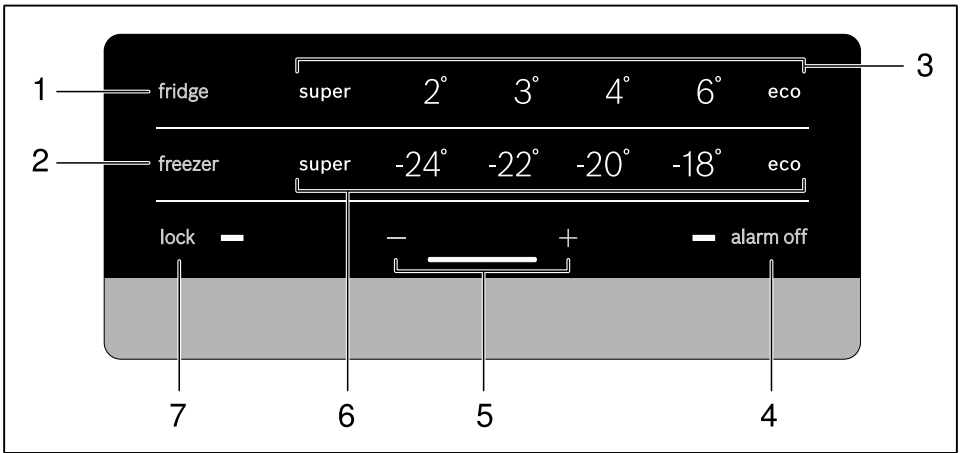 1 fridge super 2° 3° 4° 6° eco 3
2 freezer super -24° -22° -20° -18° eco
lock − + alarm off
7 6 5 4